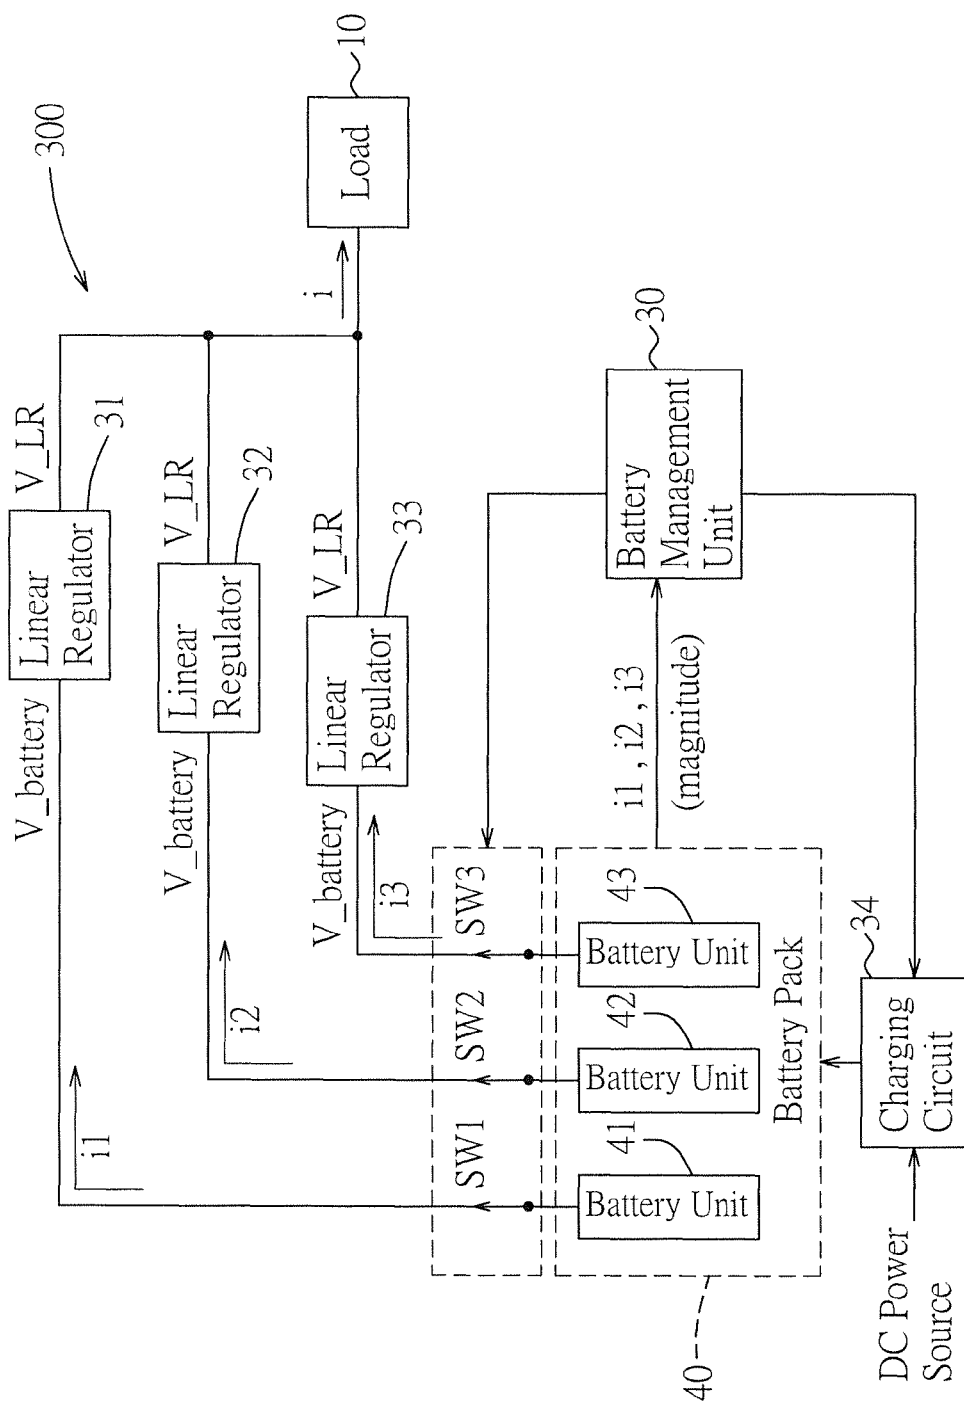 300
V_battery
Linear
Regulator
V_LR
31
V_battery
Linear
Regulator
V_LR
32
V_battery
Linear
Regulator
V_LR
33
i
Load
10
i1
i2
i3
SW1
SW2
SW3
Battery Unit
41
Battery Unit
42
Battery Unit
43
Battery Pack
40
i1 , i2 , i3
(magnitude)
Battery
Management
Unit
30
DC Power
Source
Charging
Circuit
34